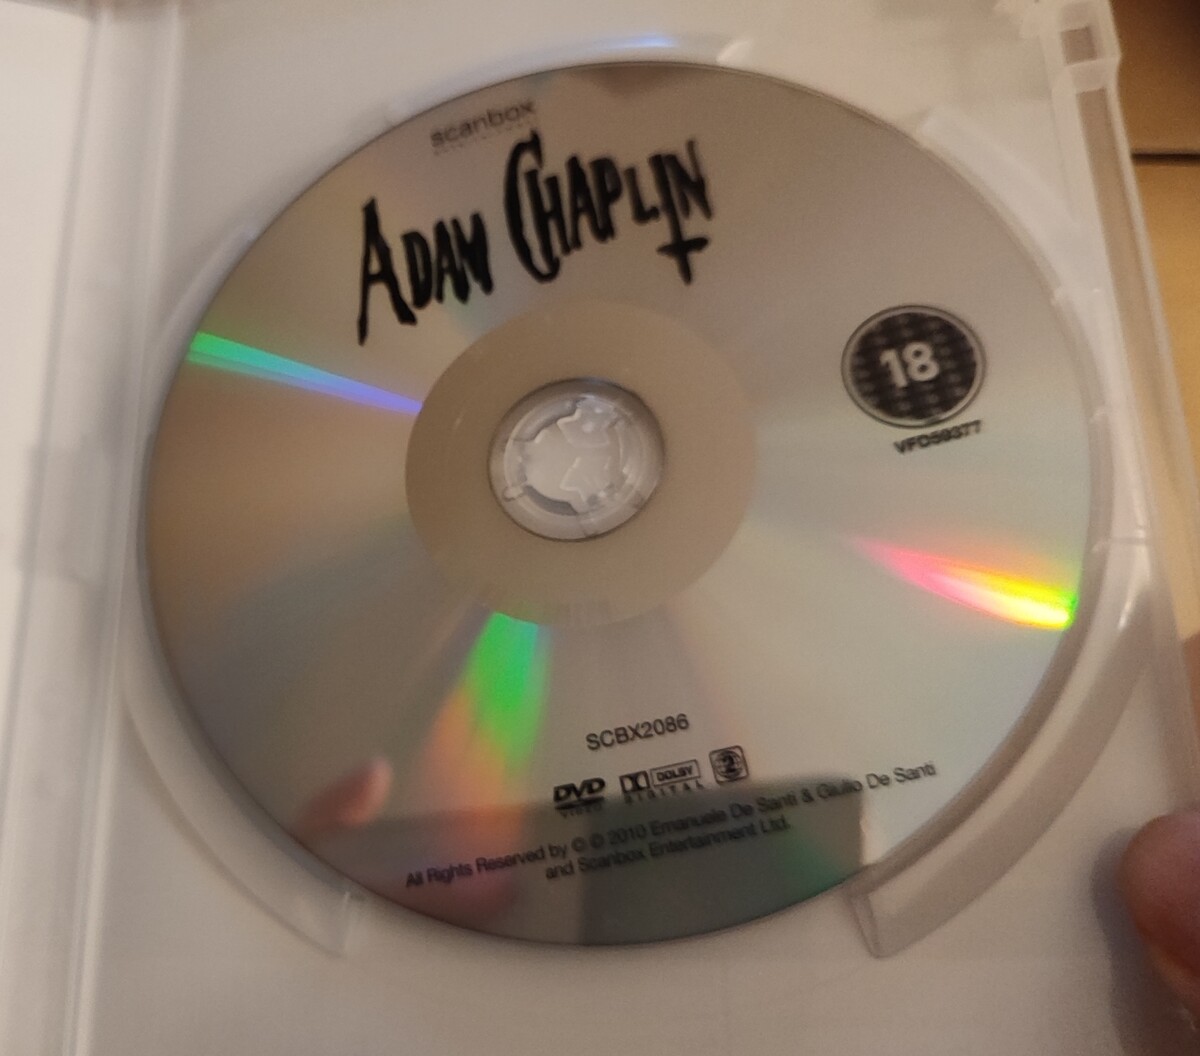 scanbox
ADAM CHAPLIN
18
VFD59377
SCBX2086
DVD VIDEO DOLBY DIGITAL 2
All Rights Reserved by © © 2010 Emanuele De Santi & Giulio De Santi
and Scanbox Entertainment Ltd.